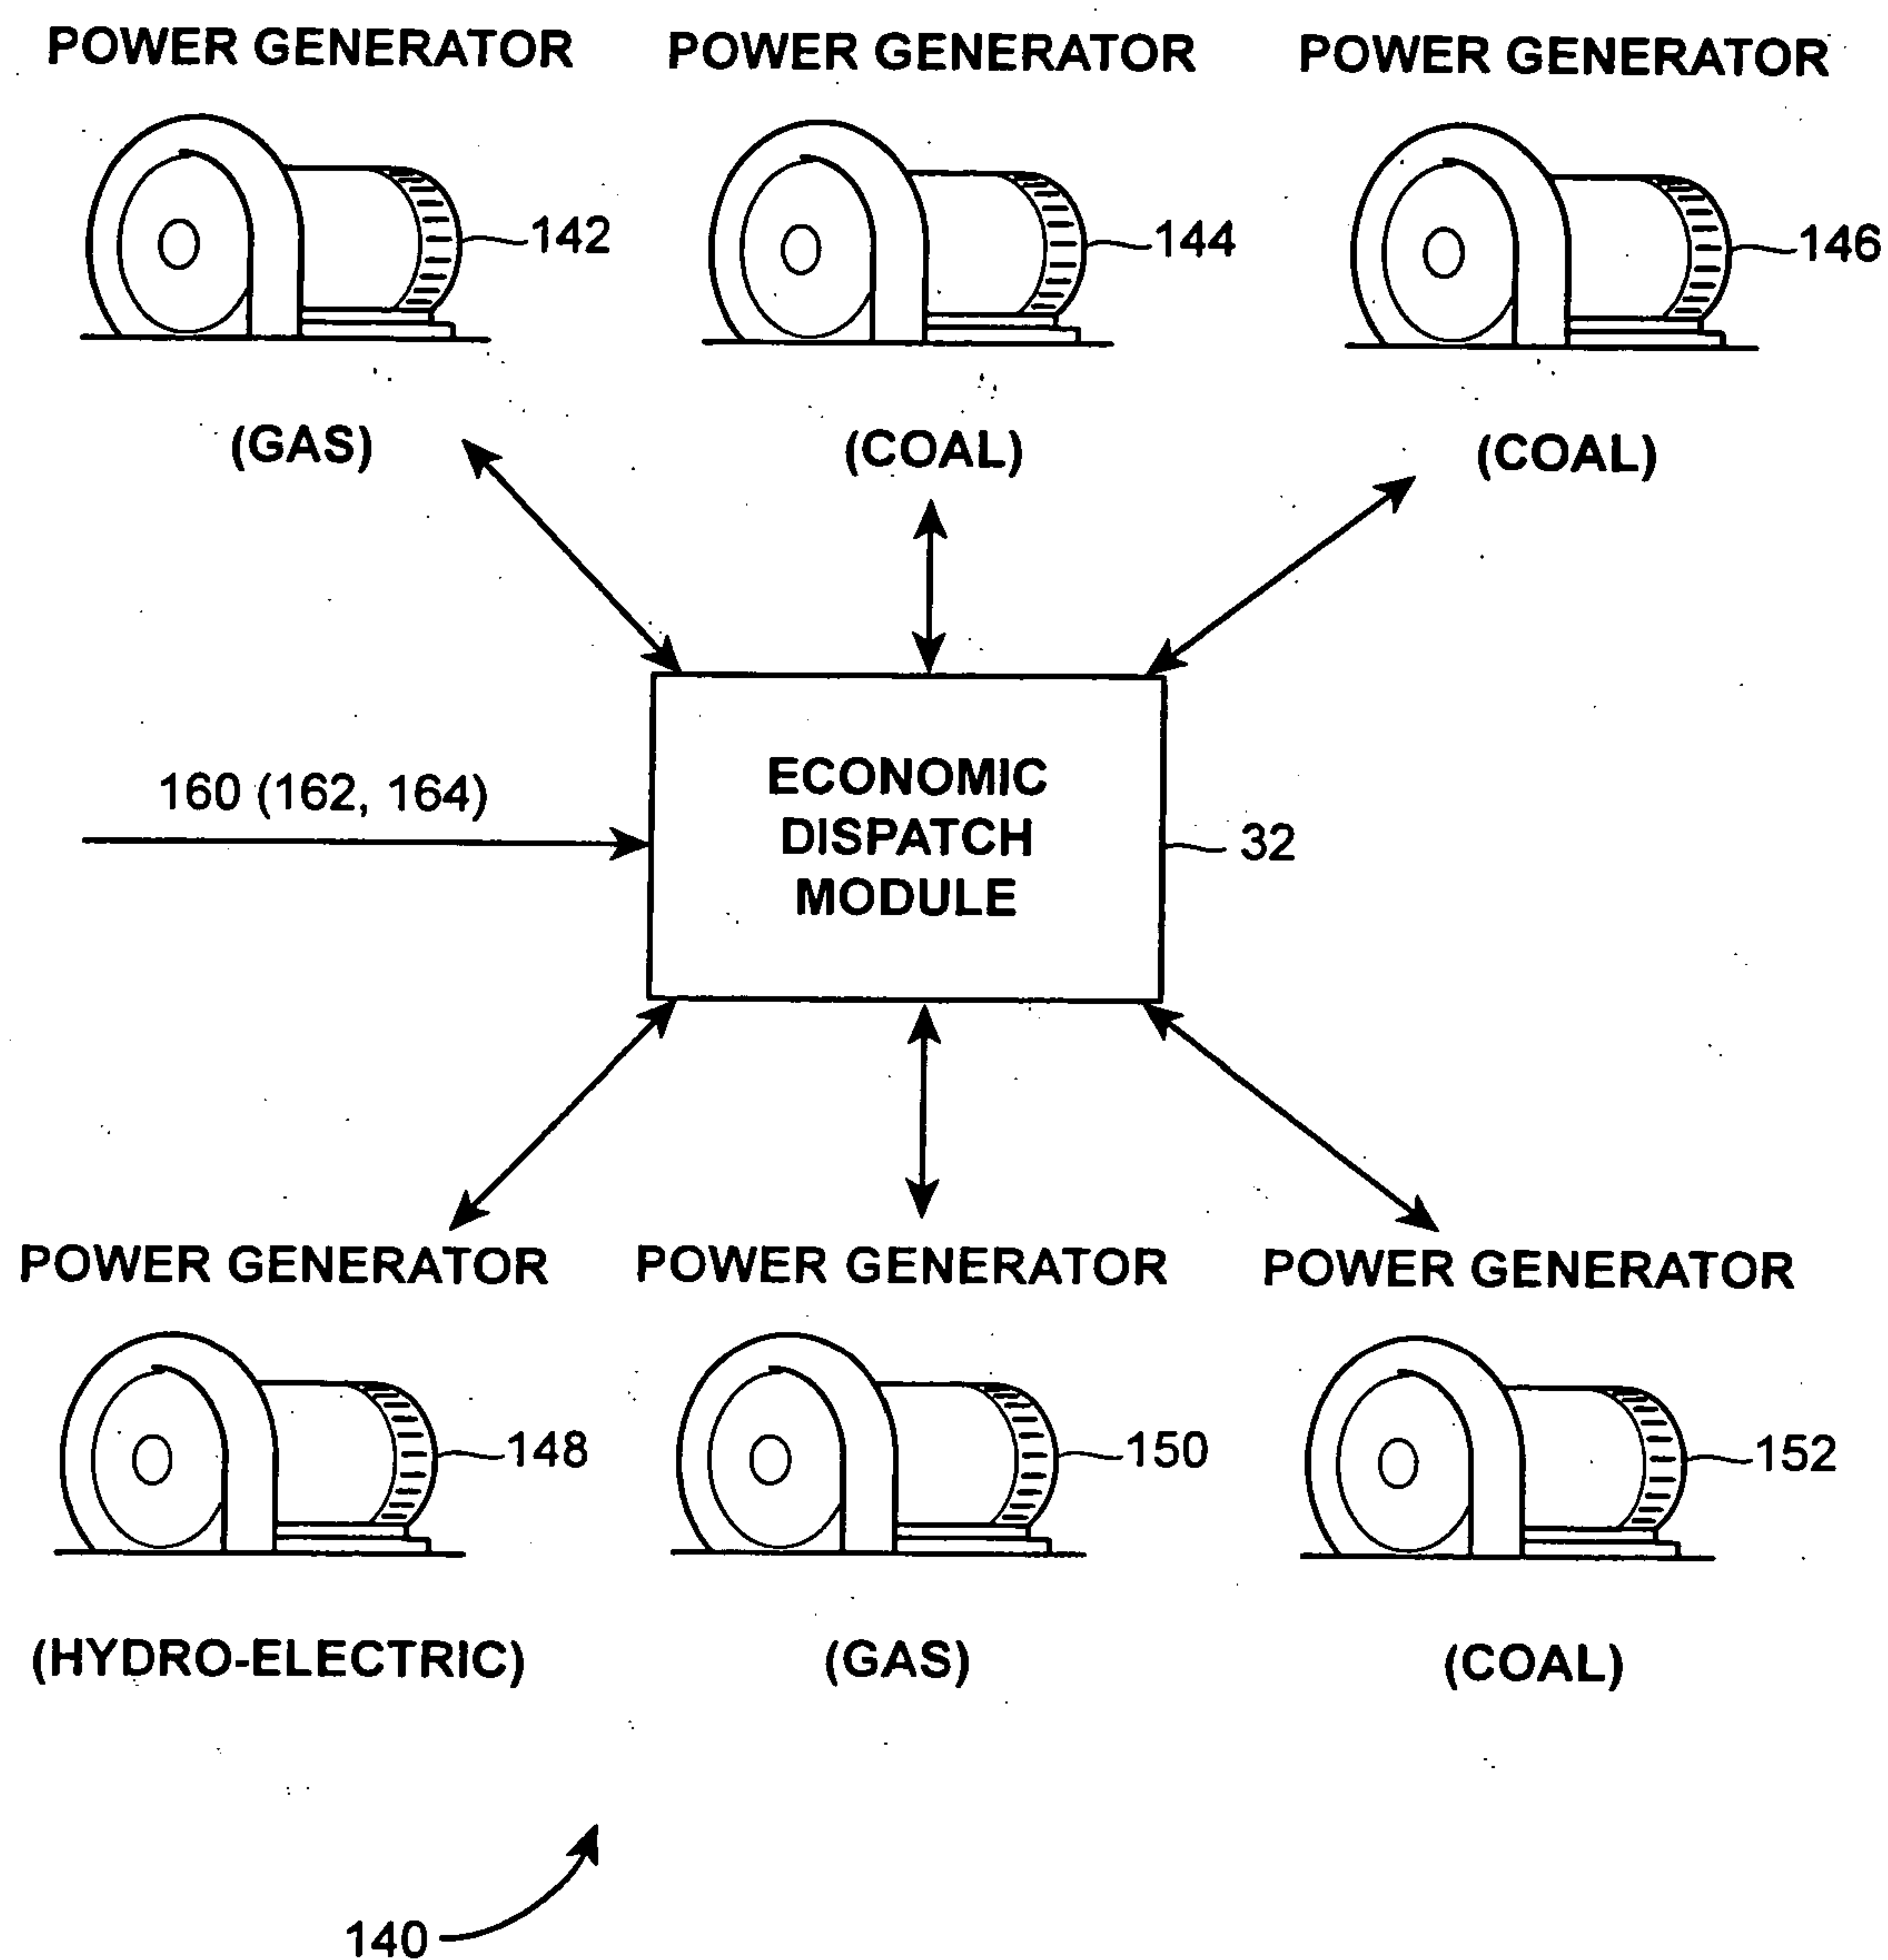 POWER GENERATOR
POWER GENERATOR
POWER GENERATOR
142
144
146
(GAS)
(COAL)
(COAL)
160 (162, 164)
ECONOMIC
DISPATCH
MODULE
32
POWER GENERATOR
POWER GENERATOR
POWER GENERATOR
148
150
152
(HYDRO-ELECTRIC)
(GAS)
(COAL)
140